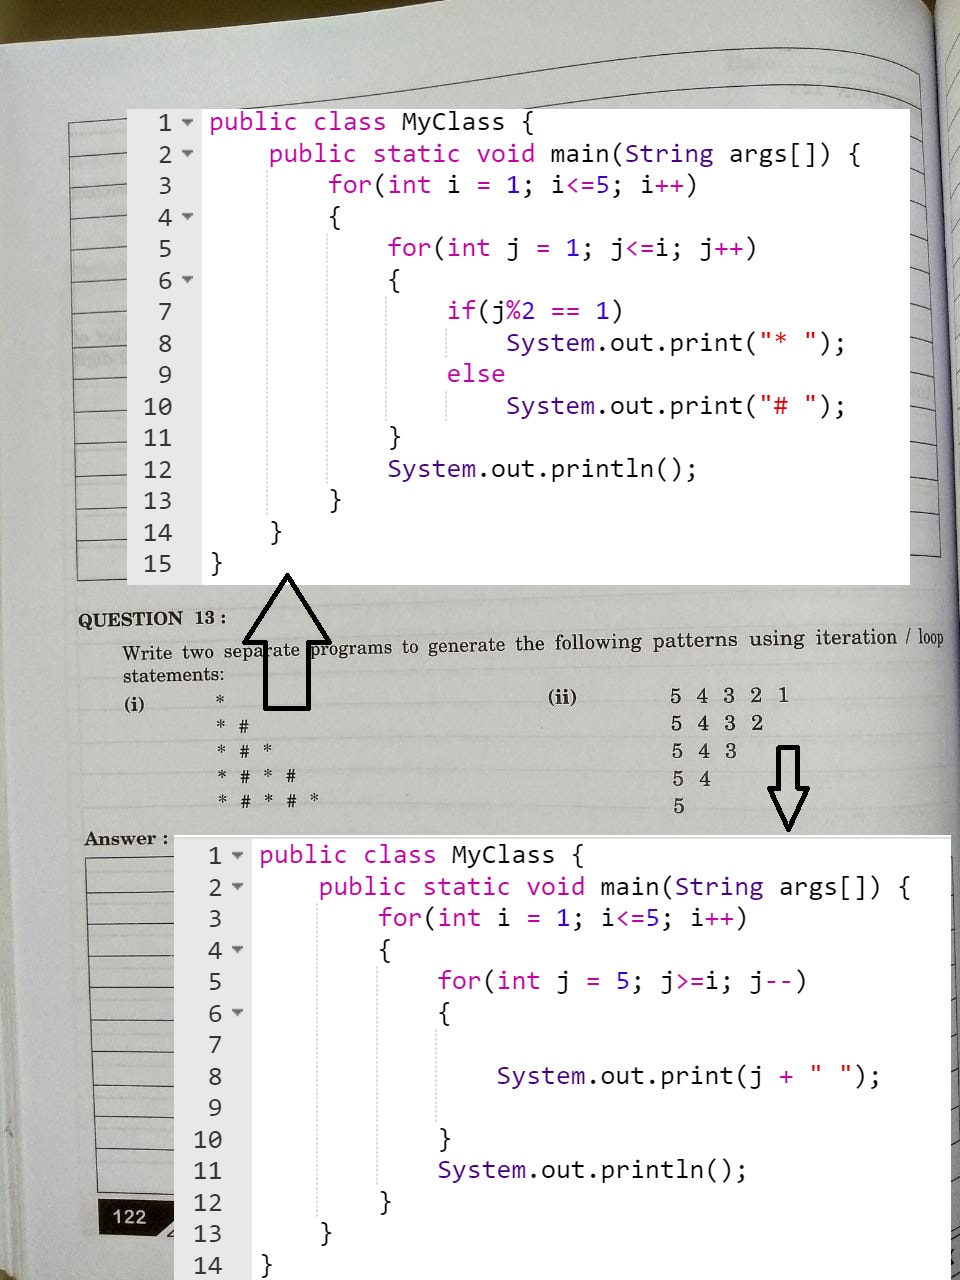 1 public class MyClass {
2 public static void main(String args[]) {
3 for(int i = 1; i<=5; i++)
4 {
5 for(int j = 1; j<=i; j++)
6 {
7 if(j%2 == 1)
8 System.out.print("* ");
9 else
10 System.out.print("# ");
11 }
12 System.out.println();
13 }
14 }
15 }
QUESTION 13 :
Write two separate programs to generate the following patterns using iteration / loop
statements:
(i)
*
* #
* # *
* # * #
* # * # *
(ii)
5 4 3 2 1
5 4 3 2
5 4 3
5 4
5
Answer :
1 public class MyClass {
2 public static void main(String args[]) {
3 for(int i = 1; i<=5; i++)
4 {
5 for(int j = 5; j>=i; j--)
6 {
7
8 System.out.print(j + " ");
9
10 }
11 System.out.println();
12 }
13 }
14 }
122